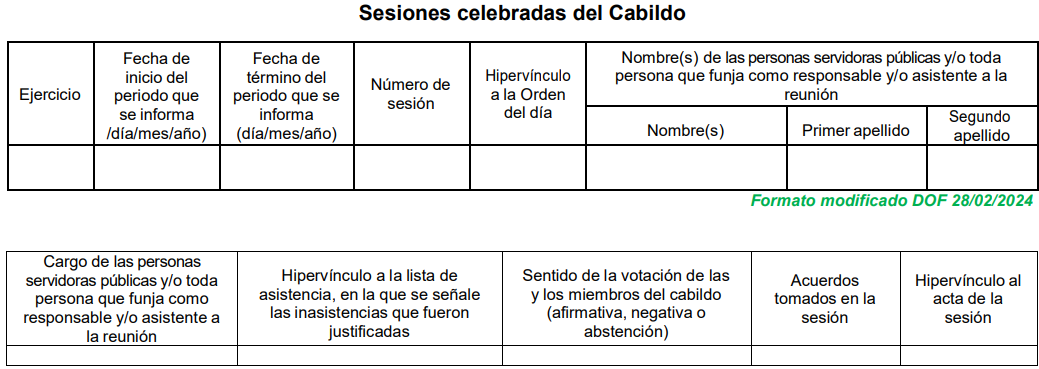 Sesiones celebradas del Cabildo
Ejercicio
Fecha de
inicio del
periodo que
se informa
/día/mes/año)
Fecha de
término del
periodo que se
informa
(día/mes/año)
Número de
sesión
Hipervínculo
a la Orden
del día
Nombre(s) de las personas servidoras públicas y/o toda
persona que funja como responsable y/o asistente a la
reunión
Nombre(s)
Primer apellido
Segundo
apellido
Formato modificado DOF 28/02/2024
Cargo de las personas
servidoras públicas y/o toda
persona que funja como
responsable y/o asistente a
la reunión
Hipervínculo a la lista de
asistencia, en la que se señale
las inasistencias que fueron
justificadas
Sentido de la votación de las
y los miembros del cabildo
(afirmativa, negativa o
abstención)
Acuerdos
tomados en la
sesión
Hipervínculo al
acta de la
sesión